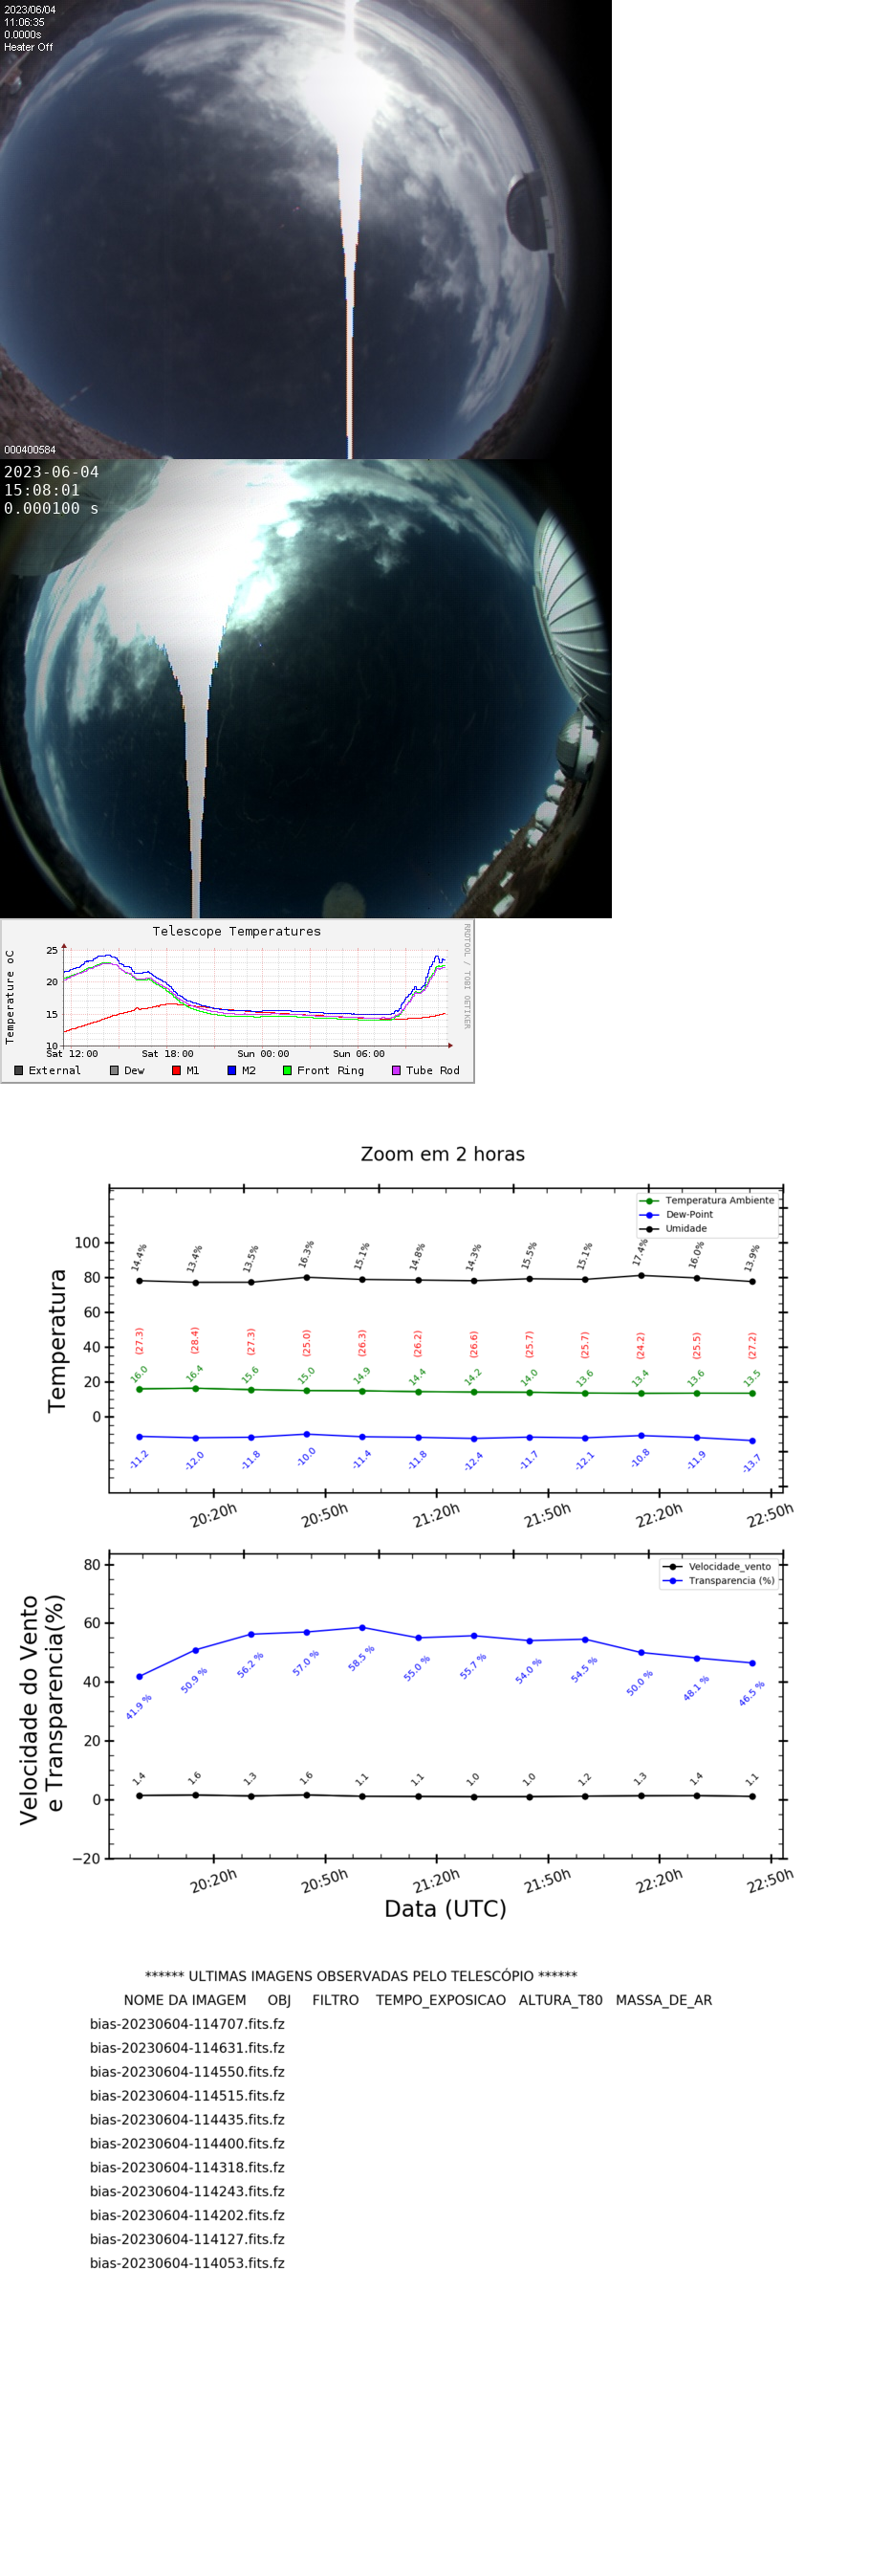 2023/06/04
11:06:35
0.0000s
Heater Off
000400584
2023-06-04
15:08:01
0.000100 s
Telescope Temperatures
RRDTOOL / TOBI OETIKER
Temperature oC
25
20
15
10
Sat 12:00 Sat 18:00 Sun 00:00 Sun 06:00
External Dew M1 M2 Front Ring Tube Rod
Zoom em 2 horas
Temperatura Ambiente
Dew-Point
Umidade
Temperatura
100
80
60
40
20
0
14.4% 13.4% 13.5% 16.3% 15.1% 14.8% 14.3% 15.5% 15.1% 17.4% 16.0% 13.9%
(27.3) (28.4) (27.3) (25.0) (26.3) (26.2) (26.6) (25.7) (25.7) (24.2) (25.5) (27.2)
16.0 16.4 15.6 15.0 14.9 14.4 14.2 14.0 13.6 13.4 13.6 13.5
-11.2 -12.0 -11.8 -10.0 -11.4 -11.8 -12.4 -11.7 -12.1 -10.8 -11.9 -13.7
20:20h 20:50h 21:20h 21:50h 22:20h 22:50h
Velocidade_vento
Transparencia (%)
Velocidade do Vento
e Transparencia(%)
80
60
40
20
0
−20
41.9 % 50.9 % 56.2 % 57.0 % 58.5 % 55.0 % 55.7 % 54.0 % 54.5 % 50.0 % 48.1 % 46.5 %
1.4 1.6 1.3 1.6 1.1 1.1 1.0 1.0 1.2 1.3 1.4 1.1
20:20h 20:50h 21:20h 21:50h 22:20h 22:50h
Data (UTC)
****** ULTIMAS IMAGENS OBSERVADAS PELO TELESCÓPIO ******
NOME DA IMAGEM OBJ FILTRO TEMPO_EXPOSICAO ALTURA_T80 MASSA_DE_AR
bias-20230604-114707.fits.fz
bias-20230604-114631.fits.fz
bias-20230604-114550.fits.fz
bias-20230604-114515.fits.fz
bias-20230604-114435.fits.fz
bias-20230604-114400.fits.fz
bias-20230604-114318.fits.fz
bias-20230604-114243.fits.fz
bias-20230604-114202.fits.fz
bias-20230604-114127.fits.fz
bias-20230604-114053.fits.fz